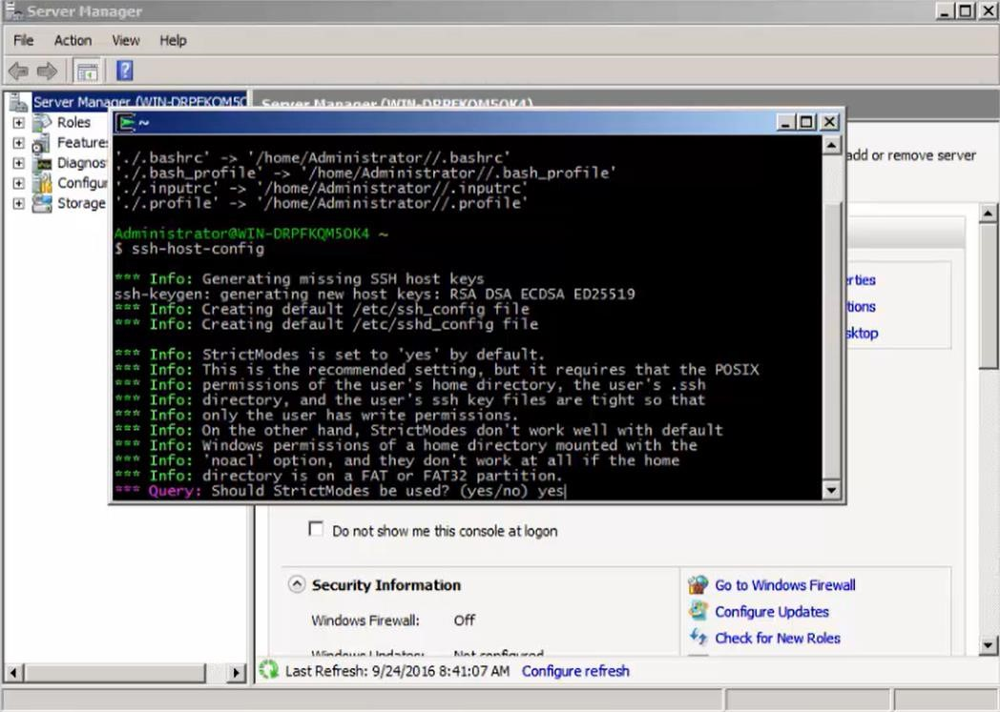 Server Manager
File Action View Help
Server Manager (WIN-DRPFKQM5O
Server Manager (WIN-DRPFKQM5OK4)
Roles
Features
Diagnos
Configur
Storage
add or remove server
~
'./.bashrc' -> '/home/Administrator//.bashrc'
'./.bash_profile' -> '/home/Administrator//.bash_profile'
'./.inputrc' -> '/home/Administrator//.inputrc'
'./.profile' -> '/home/Administrator//.profile'
Administrator@WIN-DRPFKQM5OK4 ~
$ ssh-host-config
*** Info: Generating missing SSH host keys
ssh-keygen: generating new host keys: RSA DSA ECDSA ED25519
*** Info: Creating default /etc/ssh_config file
*** Info: Creating default /etc/sshd_config file
*** Info: StrictModes is set to 'yes' by default.
*** Info: This is the recommended setting, but it requires that the POSIX
*** Info: permissions of the user's home directory, the user's .ssh
*** Info: directory, and the user's ssh key files are tight so that
*** Info: only the user has write permissions.
*** Info: On the other hand, StrictModes don't work well with default
*** Info: Windows permissions of a home directory mounted with the
*** Info: 'noacl' option, and they don't work at all if the home
*** Info: directory is on a FAT or FAT32 partition.
*** Query: Should StrictModes be used? (yes/no) yes
erties
tions
sktop
Do not show me this console at logon
Security Information
Windows Firewall: Off
Windows Updates: Not configured
Go to Windows Firewall
Configure Updates
Check for New Roles
Last Refresh: 9/24/2016 8:41:07 AM Configure refresh